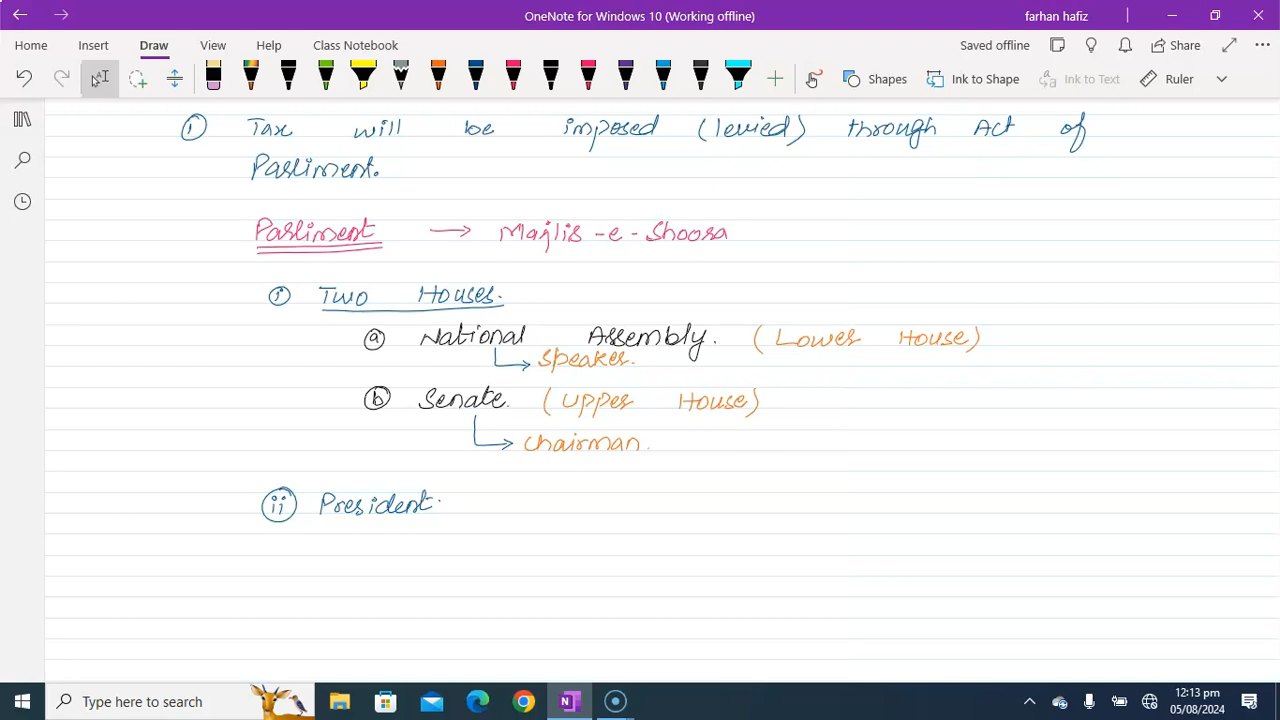 OneNote for Windows 10 (Working offline)
farhan hafiz
Home Insert Draw View Help Class Notebook
Saved offline
Share
Shapes
Ink to Shape
Ink to Text
Ruler
i Tax will be imposed (levied) through Act of
Parliment.
Parliment → Majlis-e-Shoora
i Two Houses.
a National Assembly. (Lower House)
Speaker.
b Senate. (Upper House)
Chairman.
ii President.
Type here to search
12:13 pm
05/08/2024